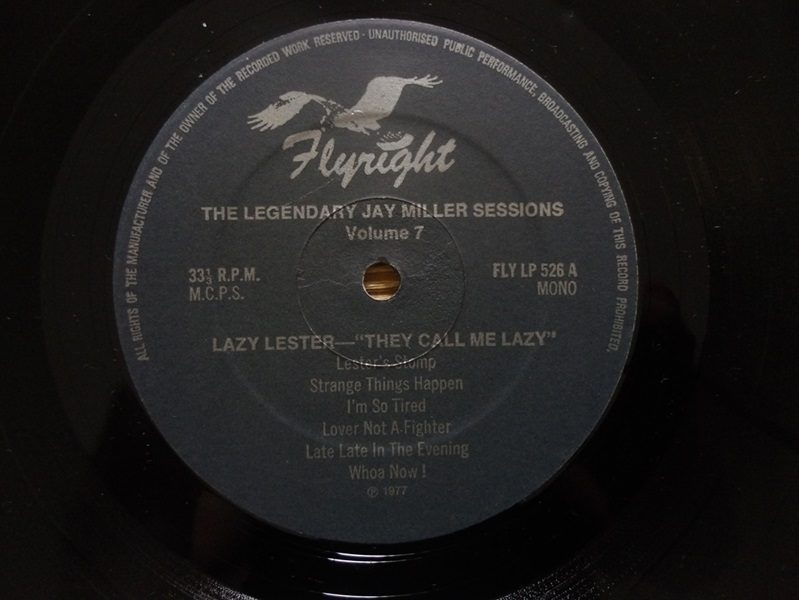 ALL RIGHTS OF THE MANUFACTURER AND OF THE OWNER OF THE RECORDED WORK RESERVED · UNAUTHORISED PUBLIC PERFORMANCE, BROADCASTING AND COPYING OF THIS RECORD PROHIBITED.
Flyright
THE LEGENDARY JAY MILLER SESSIONS
Volume 7
33⅓ R.P.M.
M.C.P.S.
FLY LP 526 A
MONO
LAZY LESTER—"THEY CALL ME LAZY"
Lester's Stomp
Strange Things Happen
I'm So Tired
Lover Not A Fighter
Late Late In The Evening
Whoa Now !
℗ 1977